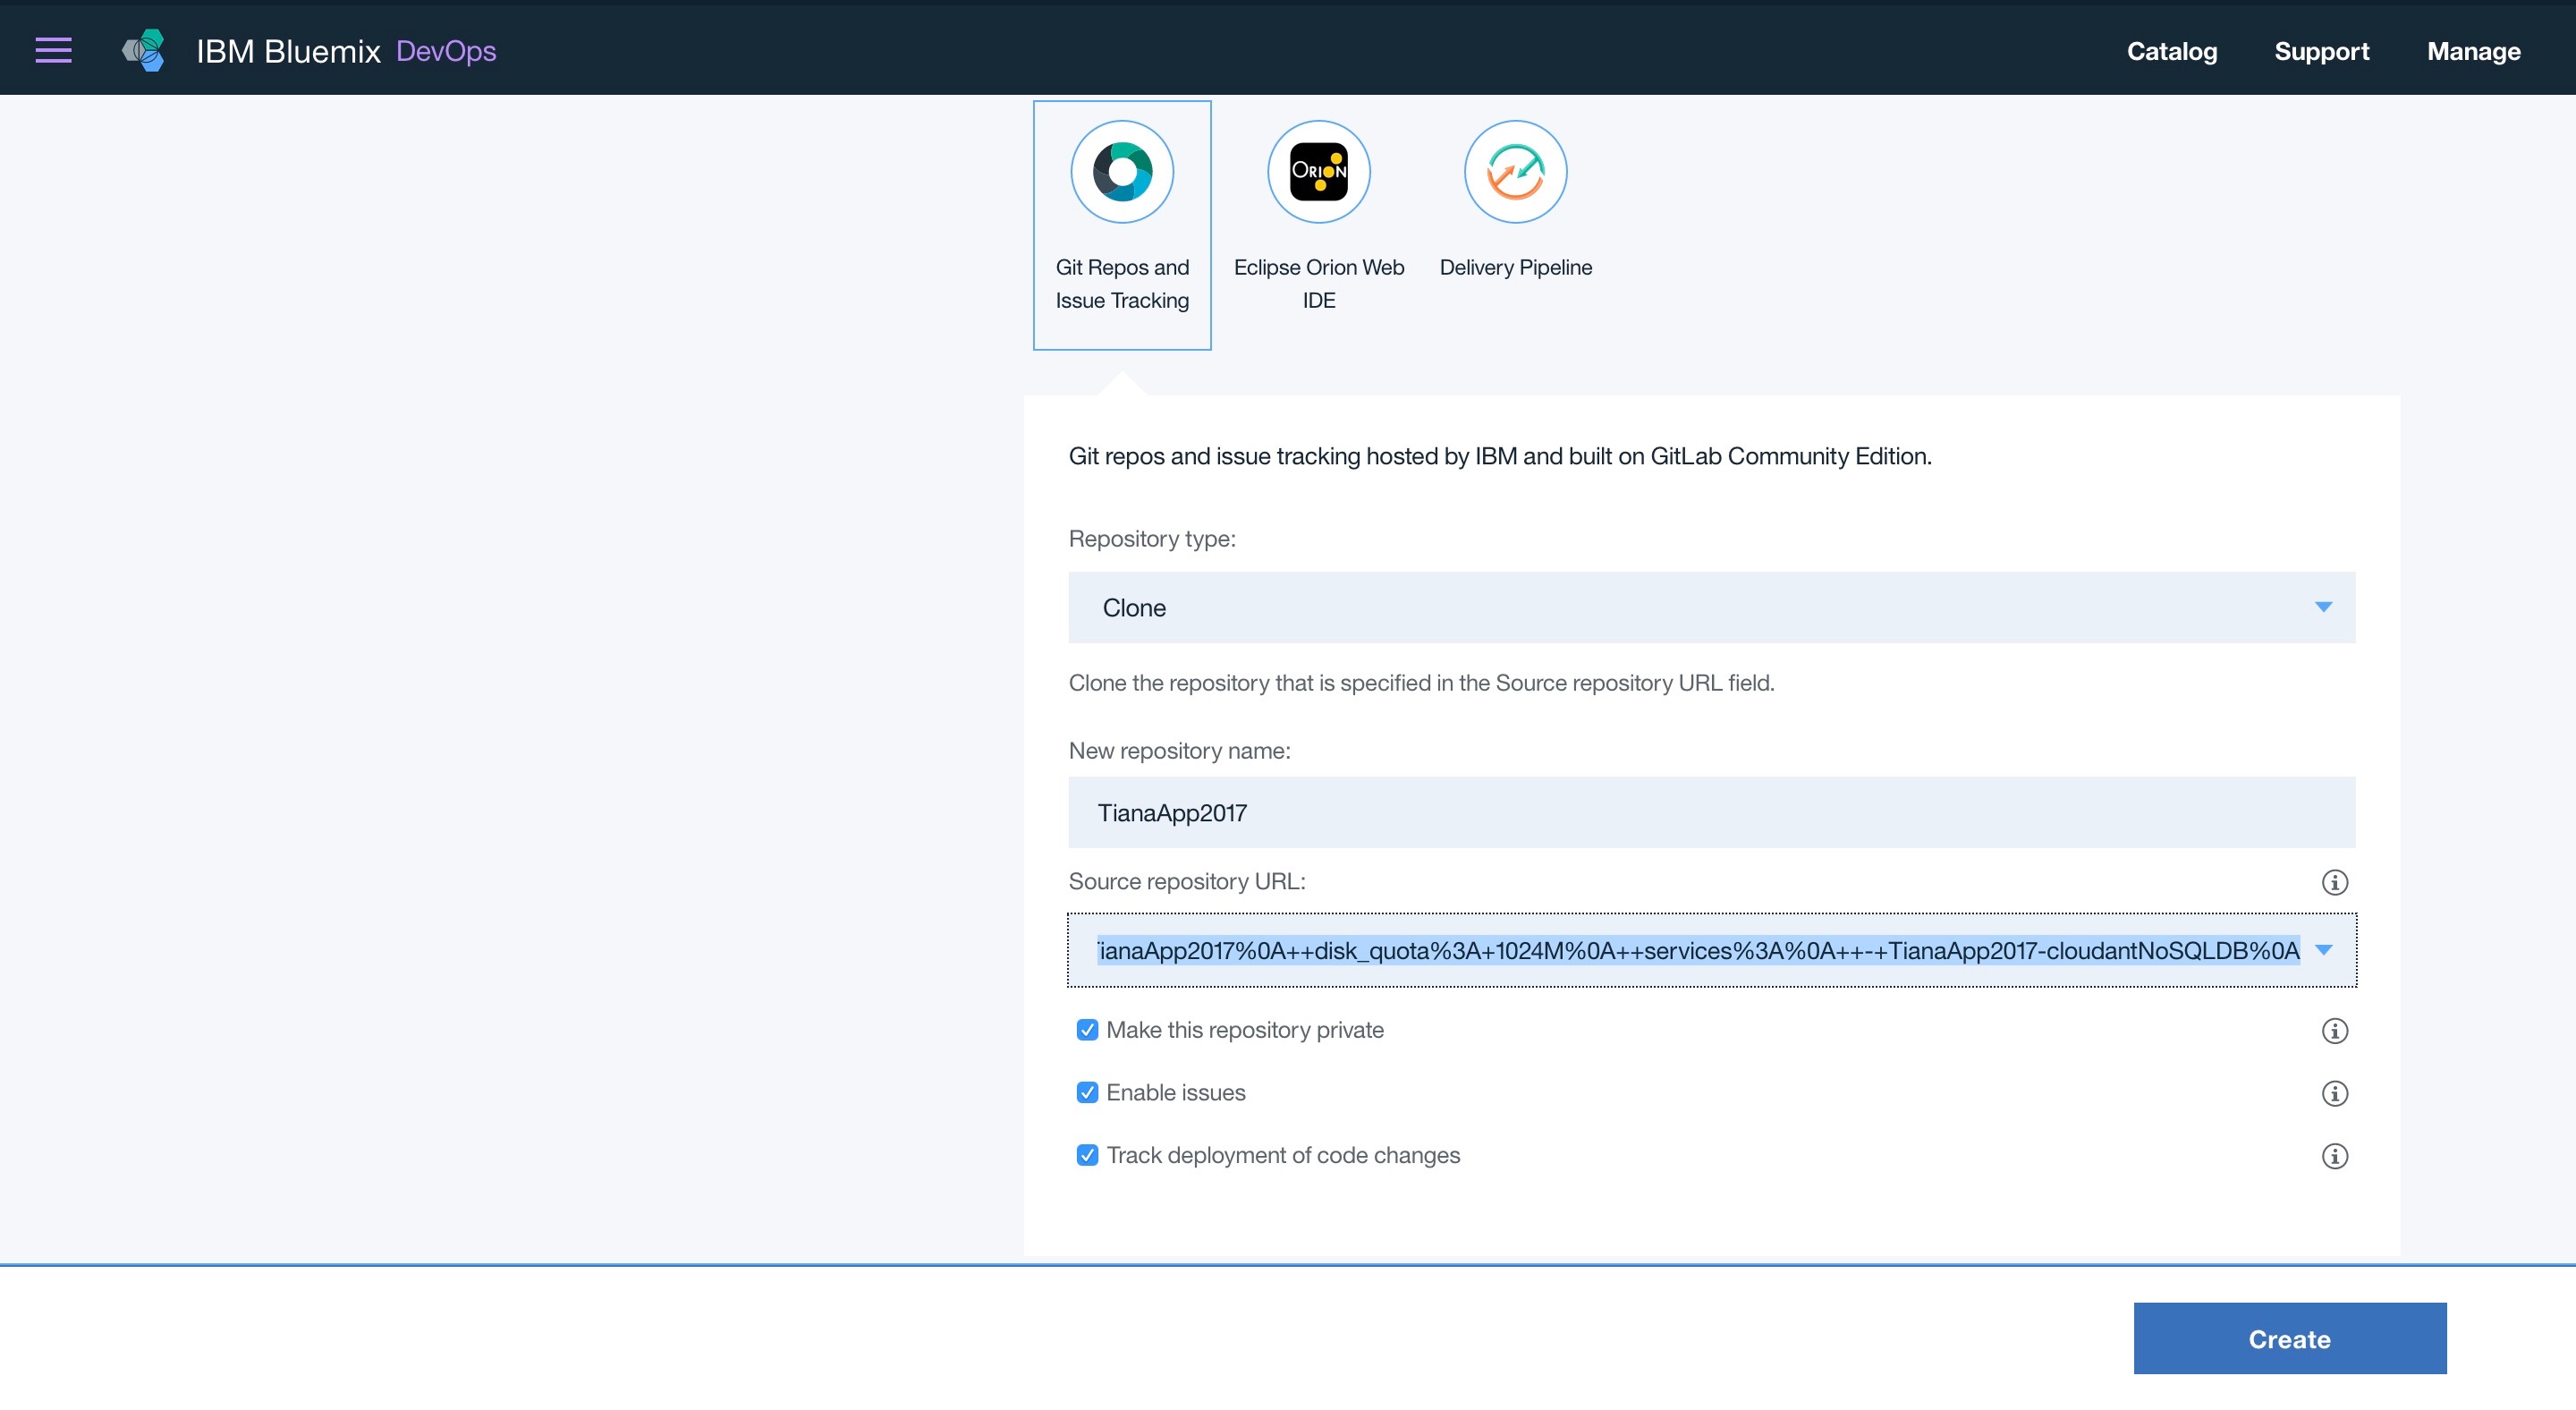 IBM Bluemix DevOps
Catalog Support Manage
ORION
Git Repos and
Issue Tracking
Eclipse Orion Web
IDE
Delivery Pipeline
Git repos and issue tracking hosted by IBM and built on GitLab Community Edition.
Repository type:
Clone
Clone the repository that is specified in the Source repository URL field.
New repository name:
TianaApp2017
Source repository URL:
ianaApp2017%0A++disk_quota%3A+1024M%0A++services%3A%0A++-+TianaApp2017-cloudantNoSQLDB%0A
Make this repository private
Enable issues
Track deployment of code changes
Create